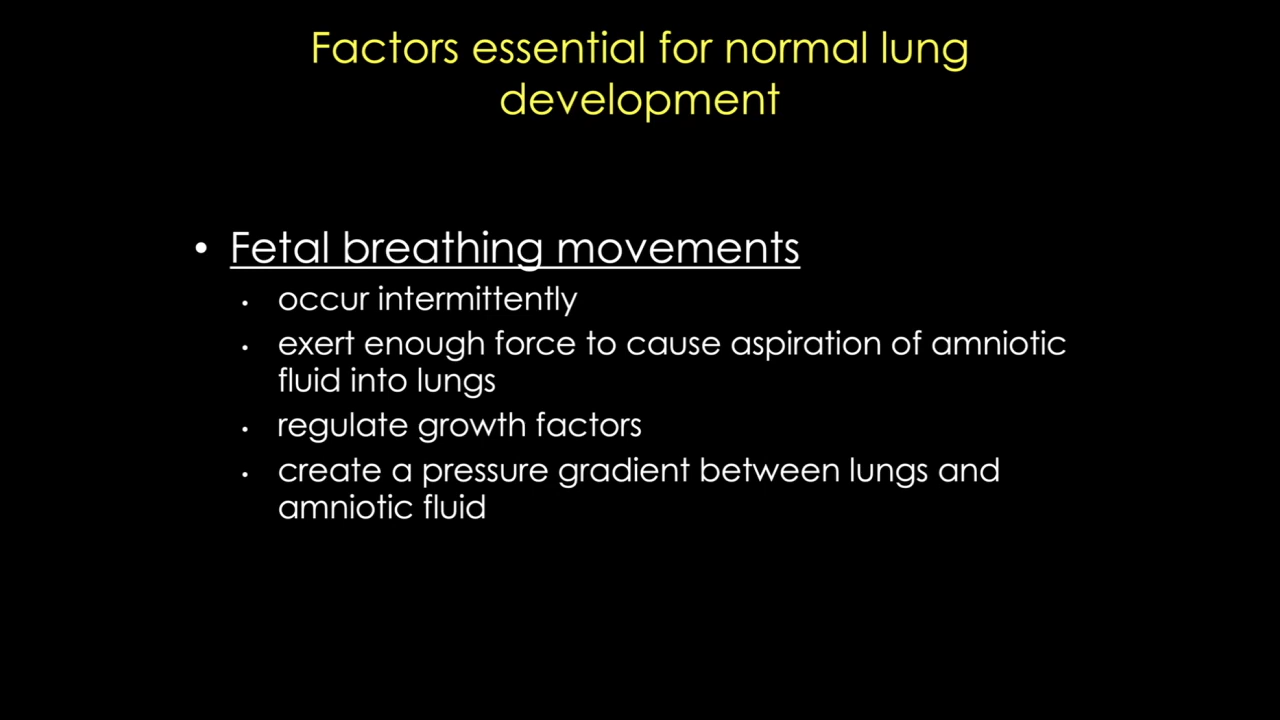 Factors essential for normal lung
development
• Fetal breathing movements
• occur intermittently
• exert enough force to cause aspiration of amniotic
fluid into lungs
• regulate growth factors
• create a pressure gradient between lungs and
amniotic fluid